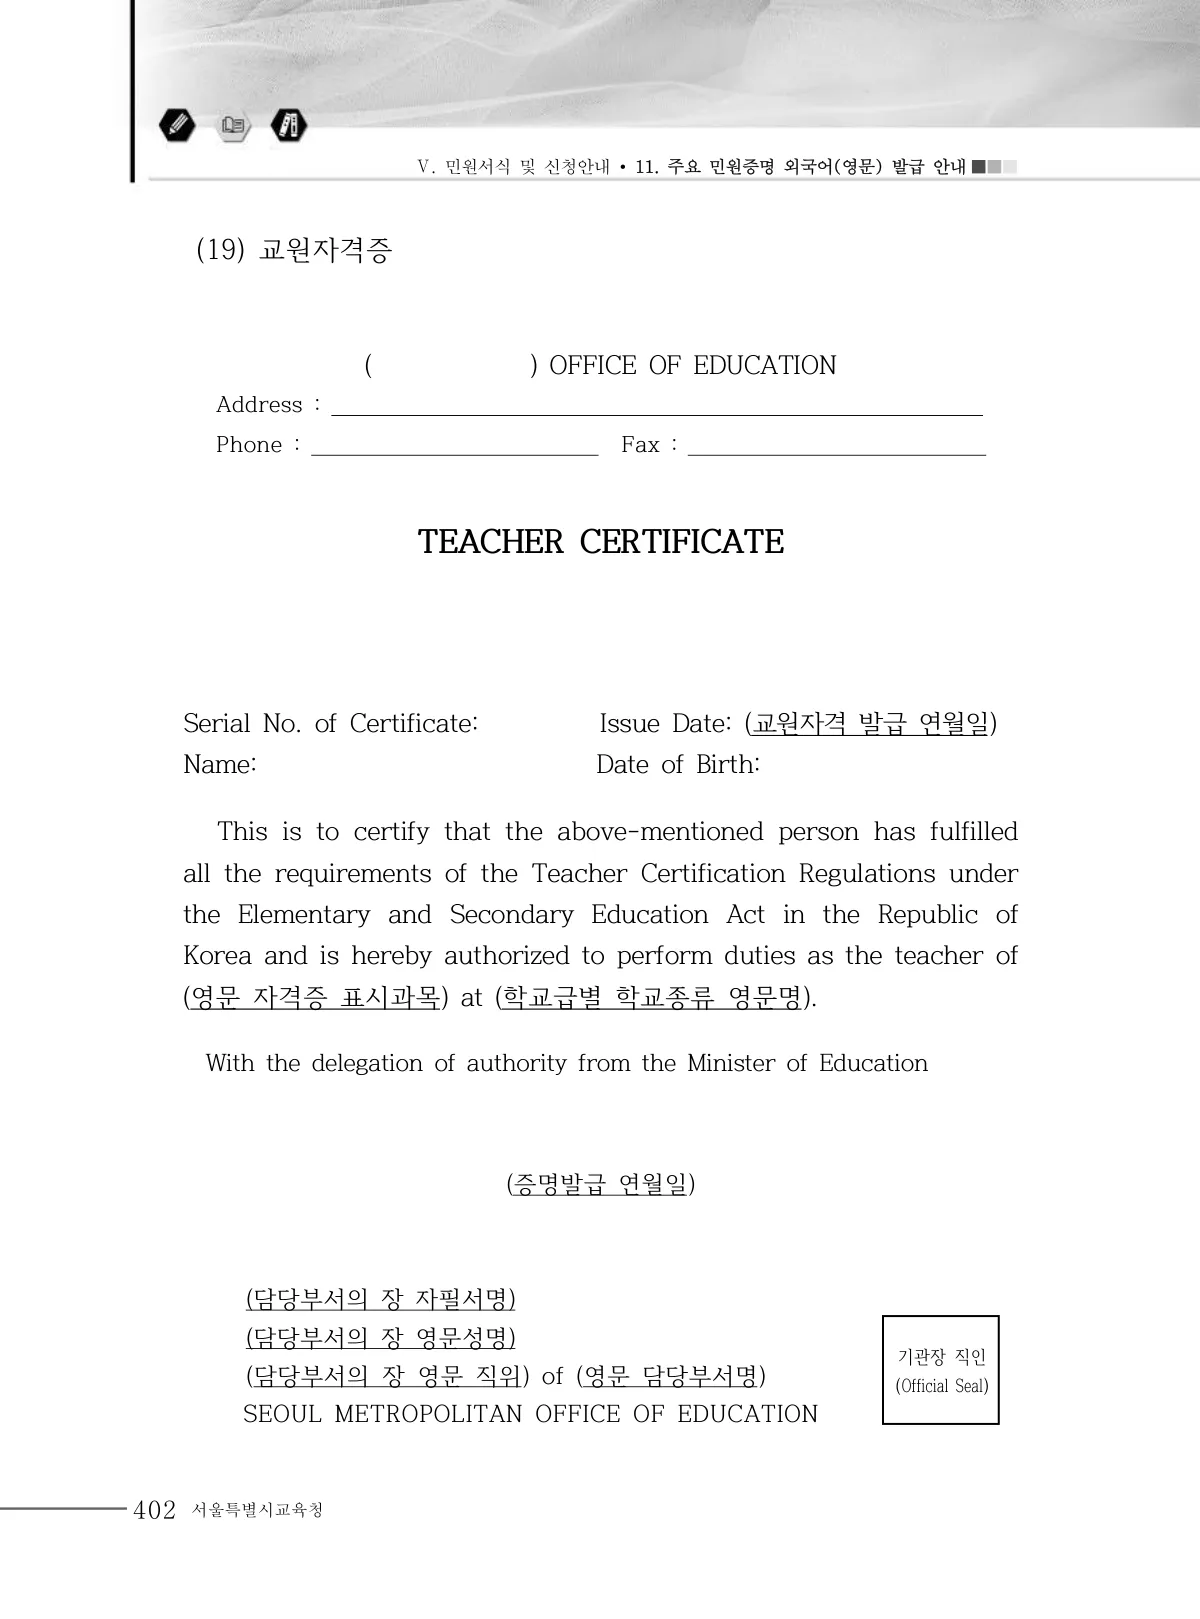 Ⅴ. 민원서식 및 신청안내 • 11. 주요 민원증명 외국어(영문) 발급 안내
(19) 교원자격증
( ) OFFICE OF EDUCATION
Address :
Phone : Fax :
TEACHER CERTIFICATE
Serial No. of Certificate: Issue Date: (교원자격 발급 연월일)
Name: Date of Birth:
This is to certify that the above-mentioned person has fulfilled
all the requirements of the Teacher Certification Regulations under
the Elementary and Secondary Education Act in the Republic of
Korea and is hereby authorized to perform duties as the teacher of
(영문 자격증 표시과목) at (학교급별 학교종류 영문명).
With the delegation of authority from the Minister of Education
(증명발급 연월일)
(담당부서의 장 자필서명)
(담당부서의 장 영문성명)
(담당부서의 장 영문 직위) of (영문 담당부서명)
SEOUL METROPOLITAN OFFICE OF EDUCATION
기관장 직인
(Official Seal)
402 서울특별시교육청